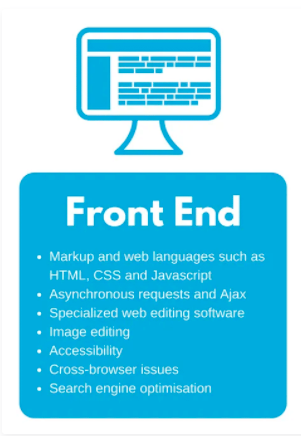 Front End
• Markup and web languages such as
HTML, CSS and Javascript
• Asynchronous requests and Ajax
• Specialized web editing software
• Image editing
• Accessibility
• Cross-browser issues
• Search engine optimisation